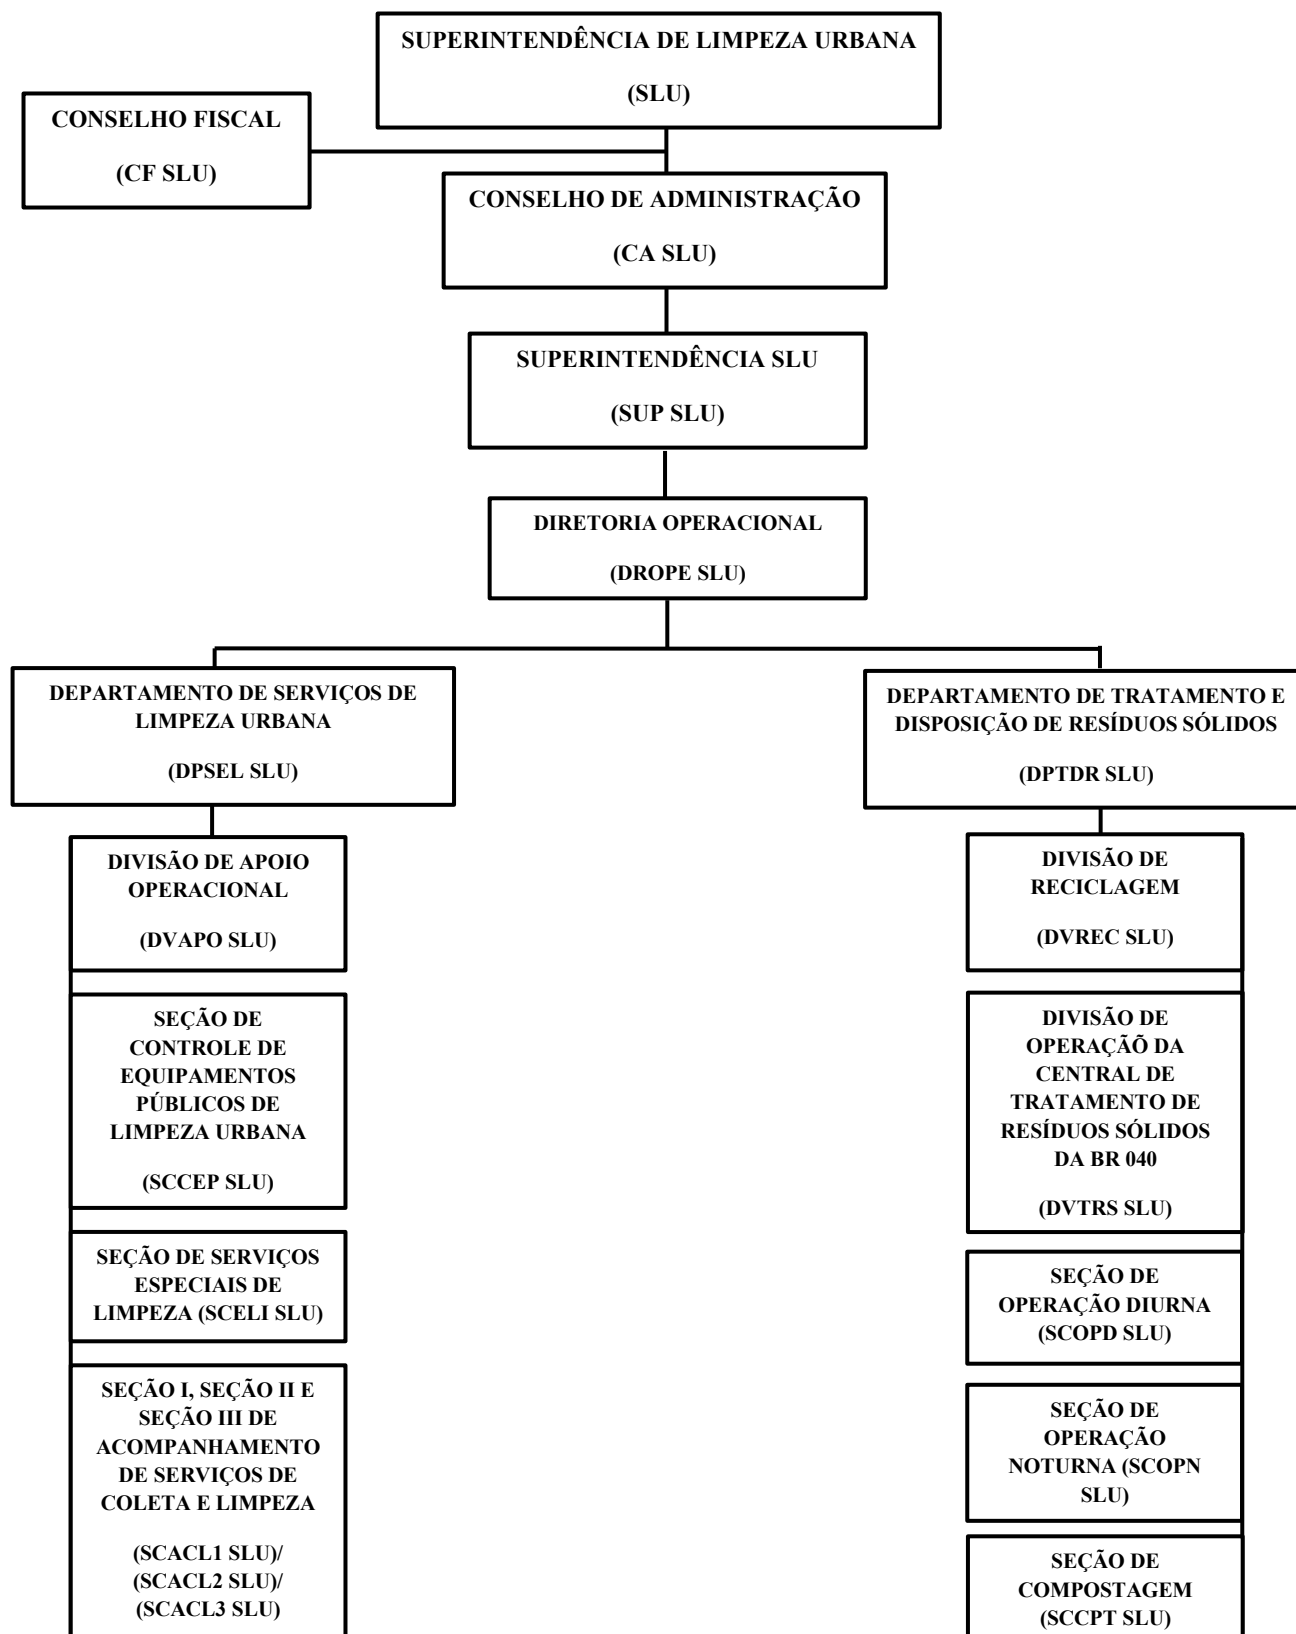 SUPERINTENDÊNCIA DE LIMPEZA URBANA
(SLU)
CONSELHO FISCAL
(CF SLU)
CONSELHO DE ADMINISTRAÇÃO
(CA SLU)
SUPERINTENDÊNCIA SLU
(SUP SLU)
DIRETORIA OPERACIONAL
(DROPE SLU)
DEPARTAMENTO DE SERVIÇOS DE
LIMPEZA URBANA
(DPSEL SLU)
DIVISÃO DE APOIO
OPERACIONAL
(DVAPO SLU)
SEÇÃO DE
CONTROLE DE
EQUIPAMENTOS
PÚBLICOS DE
LIMPEZA URBANA
(SCCEP SLU)
SEÇÃO DE SERVIÇOS
ESPECIAIS DE
LIMPEZA (SCELI SLU)
SEÇÃO I, SEÇÃO II E
SEÇÃO III DE
ACOMPANHAMENTO
DE SERVIÇOS DE
COLETA E LIMPEZA
(SCACL1 SLU)/
(SCACL2 SLU)/
(SCACL3 SLU)
DEPARTAMENTO DE TRATAMENTO E
DISPOSIÇÃO DE RESÍDUOS SÓLIDOS
(DPTDR SLU)
DIVISÃO DE
RECICLAGEM
(DVREC SLU)
DIVISÃO DE
OPERAÇÃÕ DA
CENTRAL DE
TRATAMENTO DE
RESÍDUOS SÓLIDOS
DA BR 040
(DVTRS SLU)
SEÇÃO DE
OPERAÇÃO DIURNA
(SCOPD SLU)
SEÇÃO DE
OPERAÇÃO
NOTURNA (SCOPN
SLU)
SEÇÃO DE
COMPOSTAGEM
(SCCPT SLU)